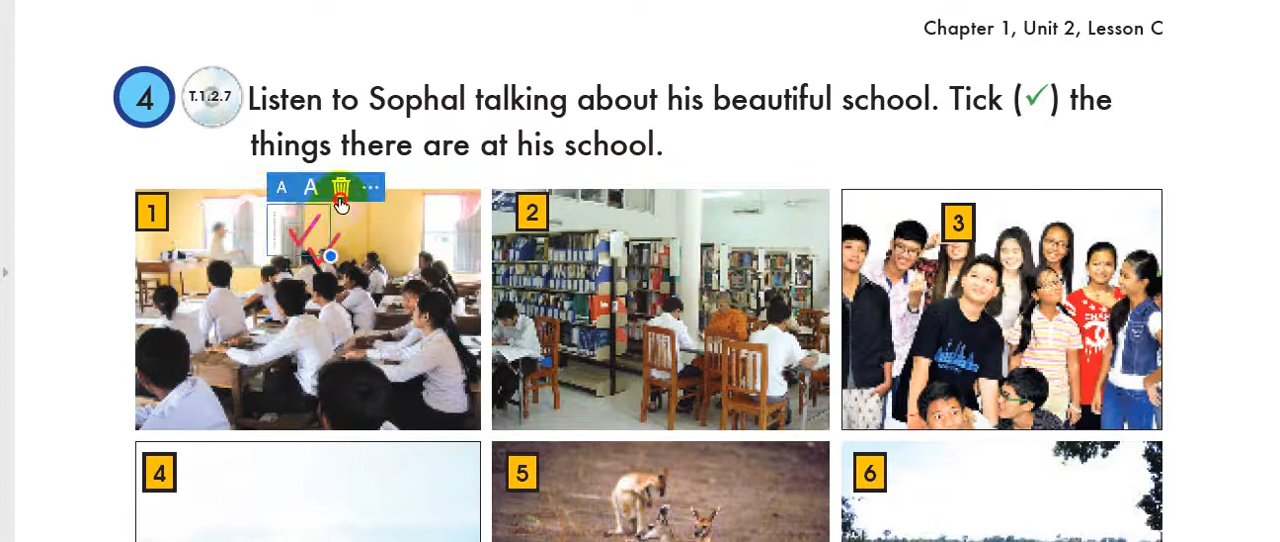 Chapter 1, Unit 2, Lesson C
4 T.1.2.7 Listen to Sophal talking about his beautiful school. Tick (✓) the
things there are at his school.
A A ...
1 2 3
4 5 6